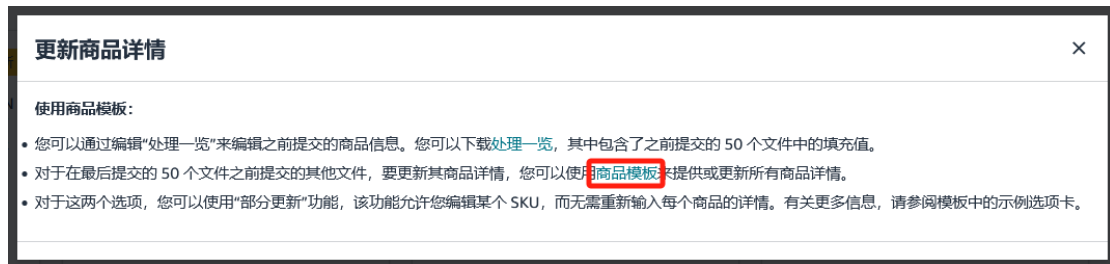 更新商品详情
×
使用商品模板：
• 您可以通过编辑“处理一览”来编辑之前提交的商品信息。您可以下载处理一览，其中包含了之前提交的 50 个文件中的填充值。
• 对于在最后提交的 50 个文件之前提交的其他文件，要更新其商品详情，您可以使用商品模板来提供或更新所有商品详情。
• 对于这两个选项，您可以使用“部分更新”功能，该功能允许您编辑某个 SKU，而无需重新输入每个商品的详情。有关更多信息，请参阅模板中的示例选项卡。